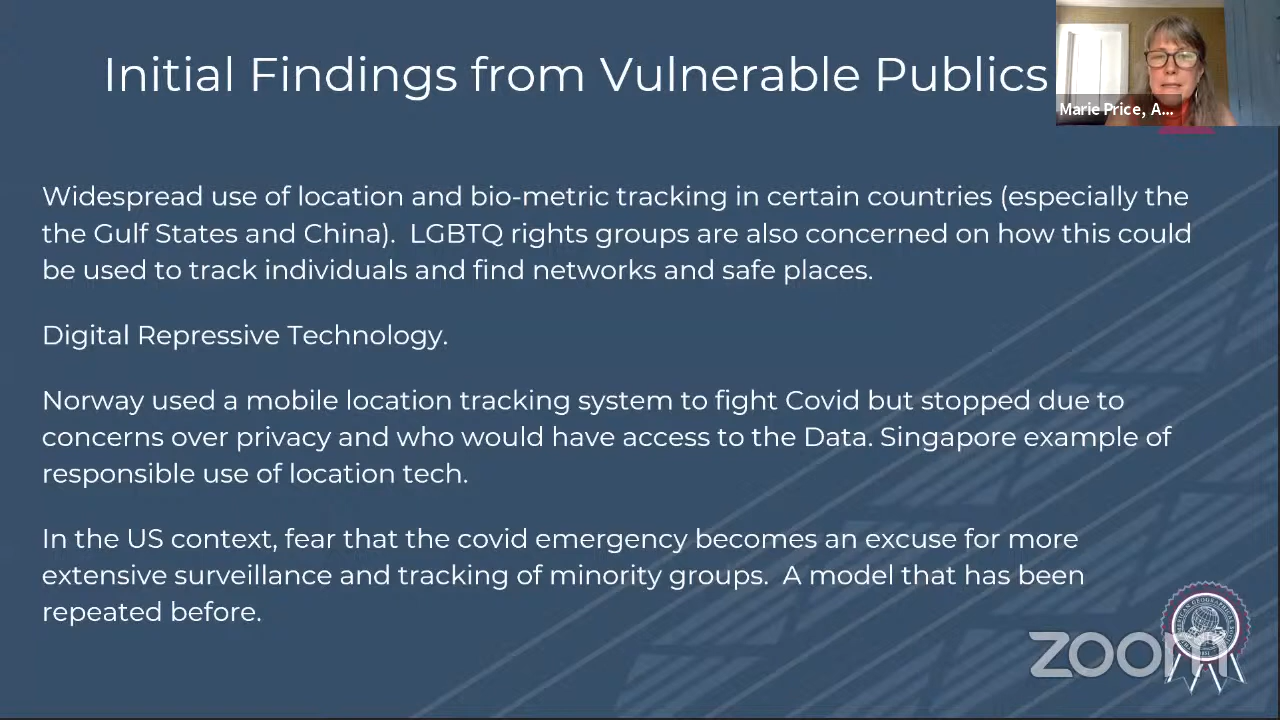 Initial Findings from Vulnerable Publics
Marie Price, A...
Widespread use of location and bio-metric tracking in certain countries (especially the
the Gulf States and China).  LGBTQ rights groups are also concerned on how this could
be used to track individuals and find networks and safe places.
Digital Repressive Technology.
Norway used a mobile location tracking system to fight Covid but stopped due to
concerns over privacy and who would have access to the Data. Singapore example of
responsible use of location tech.
In the US context, fear that the covid emergency becomes an excuse for more
extensive surveillance and tracking of minority groups.  A model that has been
repeated before.
zoom